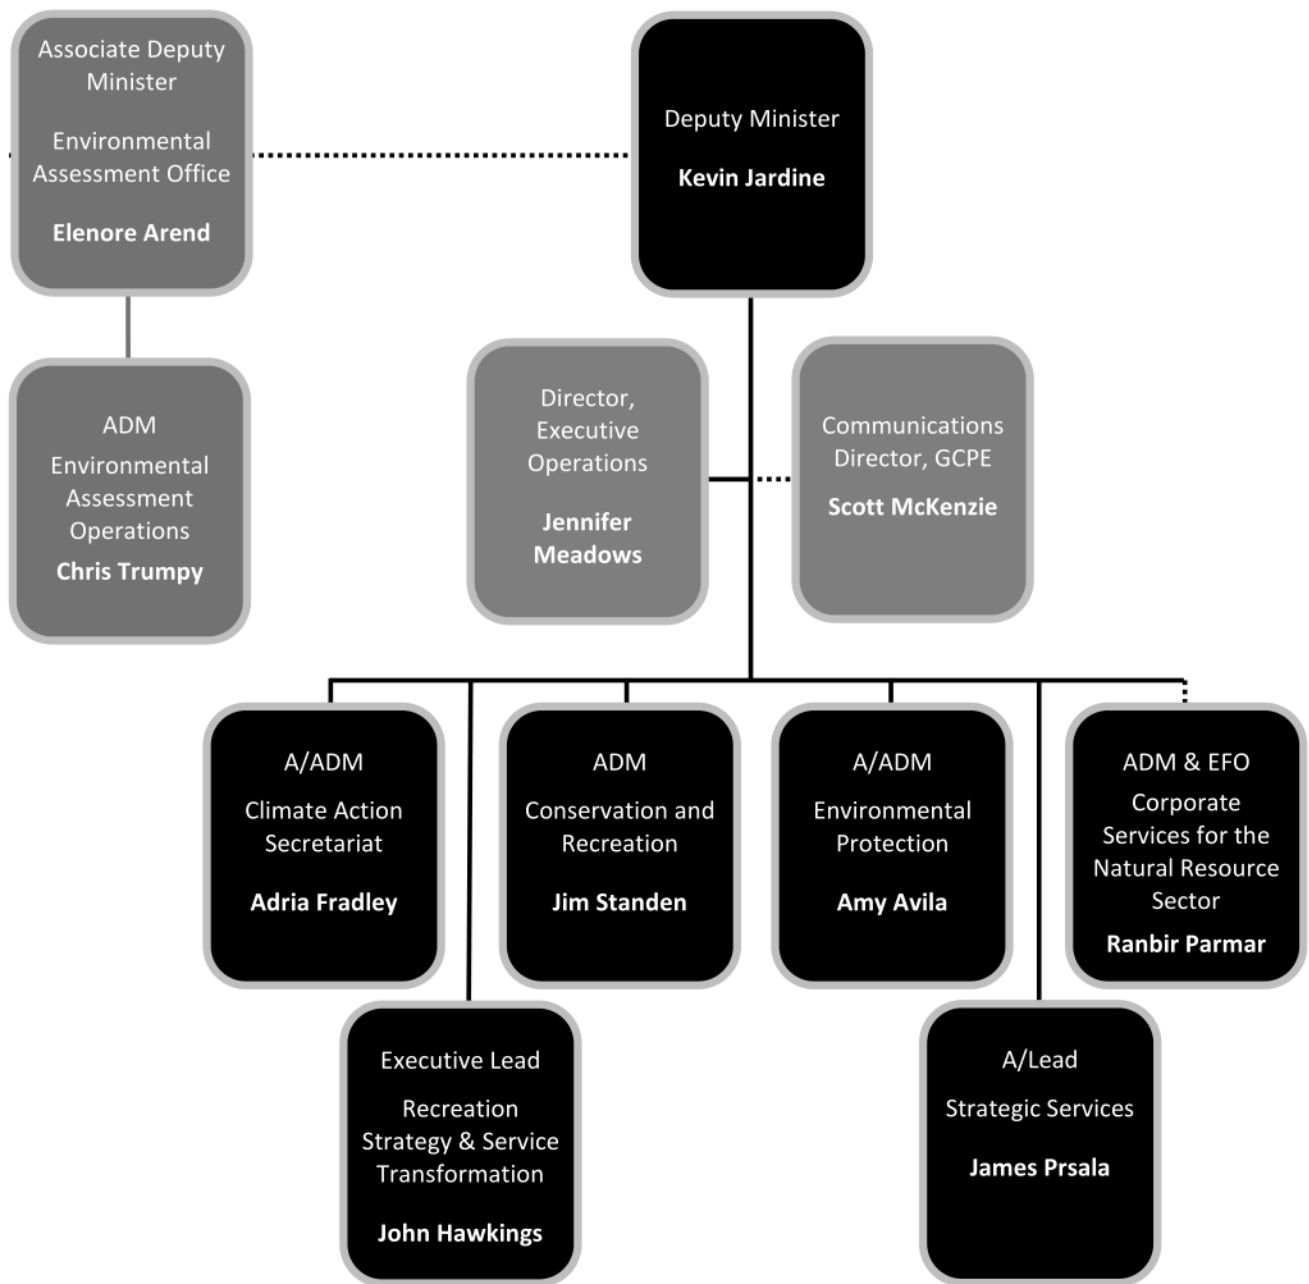 Associate Deputy
Minister
Environmental
Assessment Office
Elenore Arend
Deputy Minister
Kevin Jardine
ADM
Environmental
Assessment
Operations
Chris Trumpy
Director,
Executive
Operations
Jennifer
Meadows
Communications
Director, GCPE
Scott McKenzie
A/ADM
Climate Action
Secretariat
Adria Fradley
ADM
Conservation and
Recreation
Jim Standen
A/ADM
Environmental
Protection
Amy Avila
ADM & EFO
Corporate
Services for the
Natural Resource
Sector
Ranbir Parmar
Executive Lead
Recreation
Strategy & Service
Transformation
John Hawkings
A/Lead
Strategic Services
James Prsala